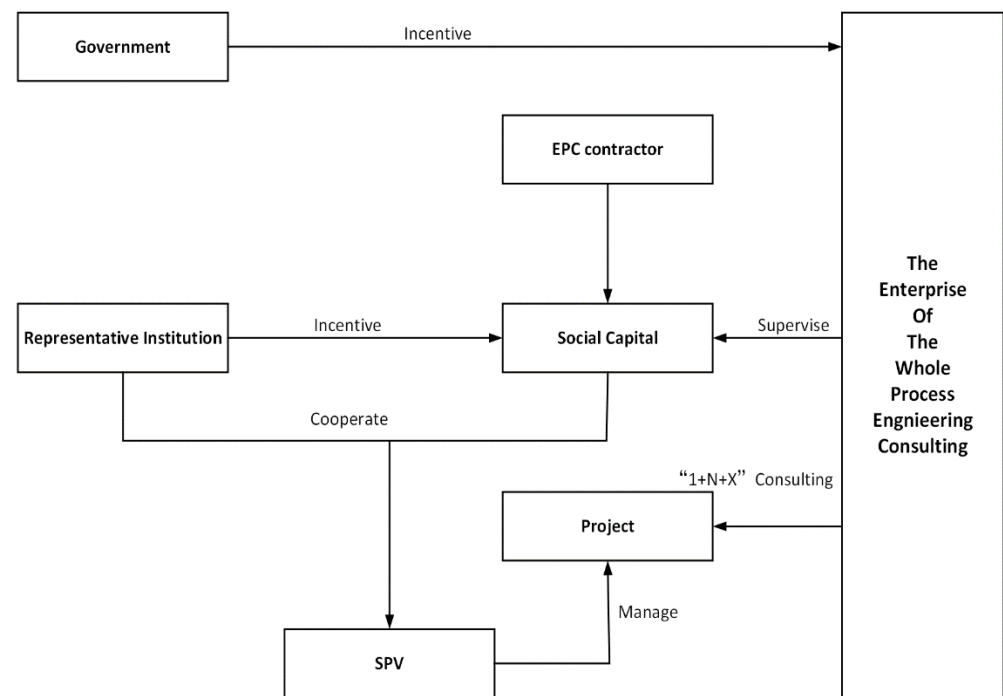 Government
Incentive
EPC contractor
Representative Institution
Incentive
Social Capital
Supervise
The
Enterprise
Of
The
Whole
Process
Engnieering
Consulting
Cooperate
“1+N+X” Consulting
Project
Manage
SPV